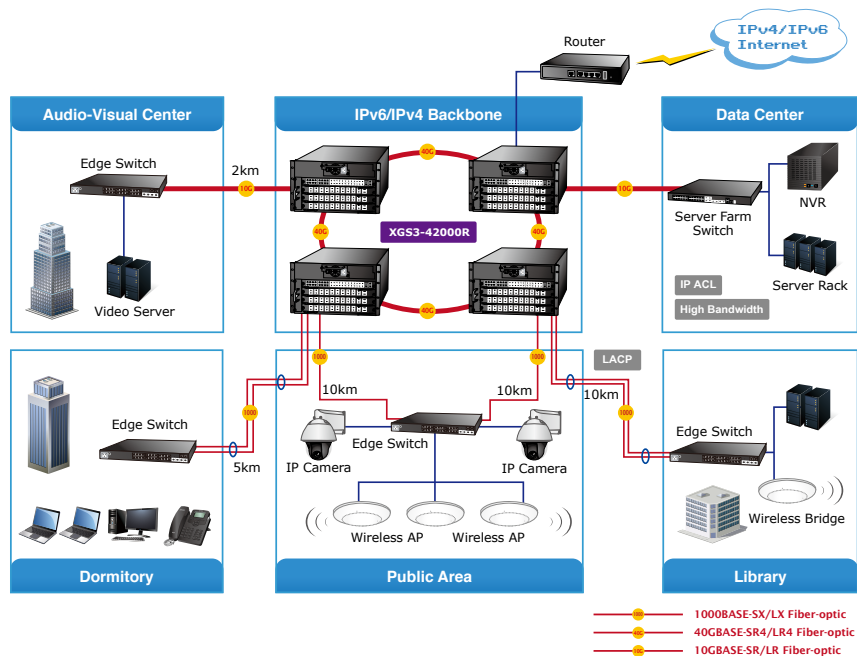 IPv4/IPv6
Internet
Router
Audio-Visual Center
IPv6/IPv4 Backbone
Data Center
Edge Switch
2km
10G
40G
10G
NVR
Server Farm
Switch
40G
XGS3-42000R
40G
Video Server
IP ACL
Server Rack
High Bandwidth
40G
1000
1000
LACP
10km
10km
10km
1000
1000
Edge Switch
Edge Switch
Edge Switch
5km
IP Camera
IP Camera
Wireless AP
Wireless AP
Wireless Bridge
Dormitory
Public Area
Library
1000
1000BASE-SX/LX Fiber-optic
40G
40GBASE-SR4/LR4 Fiber-optic
10G
10GBASE-SR/LR Fiber-optic